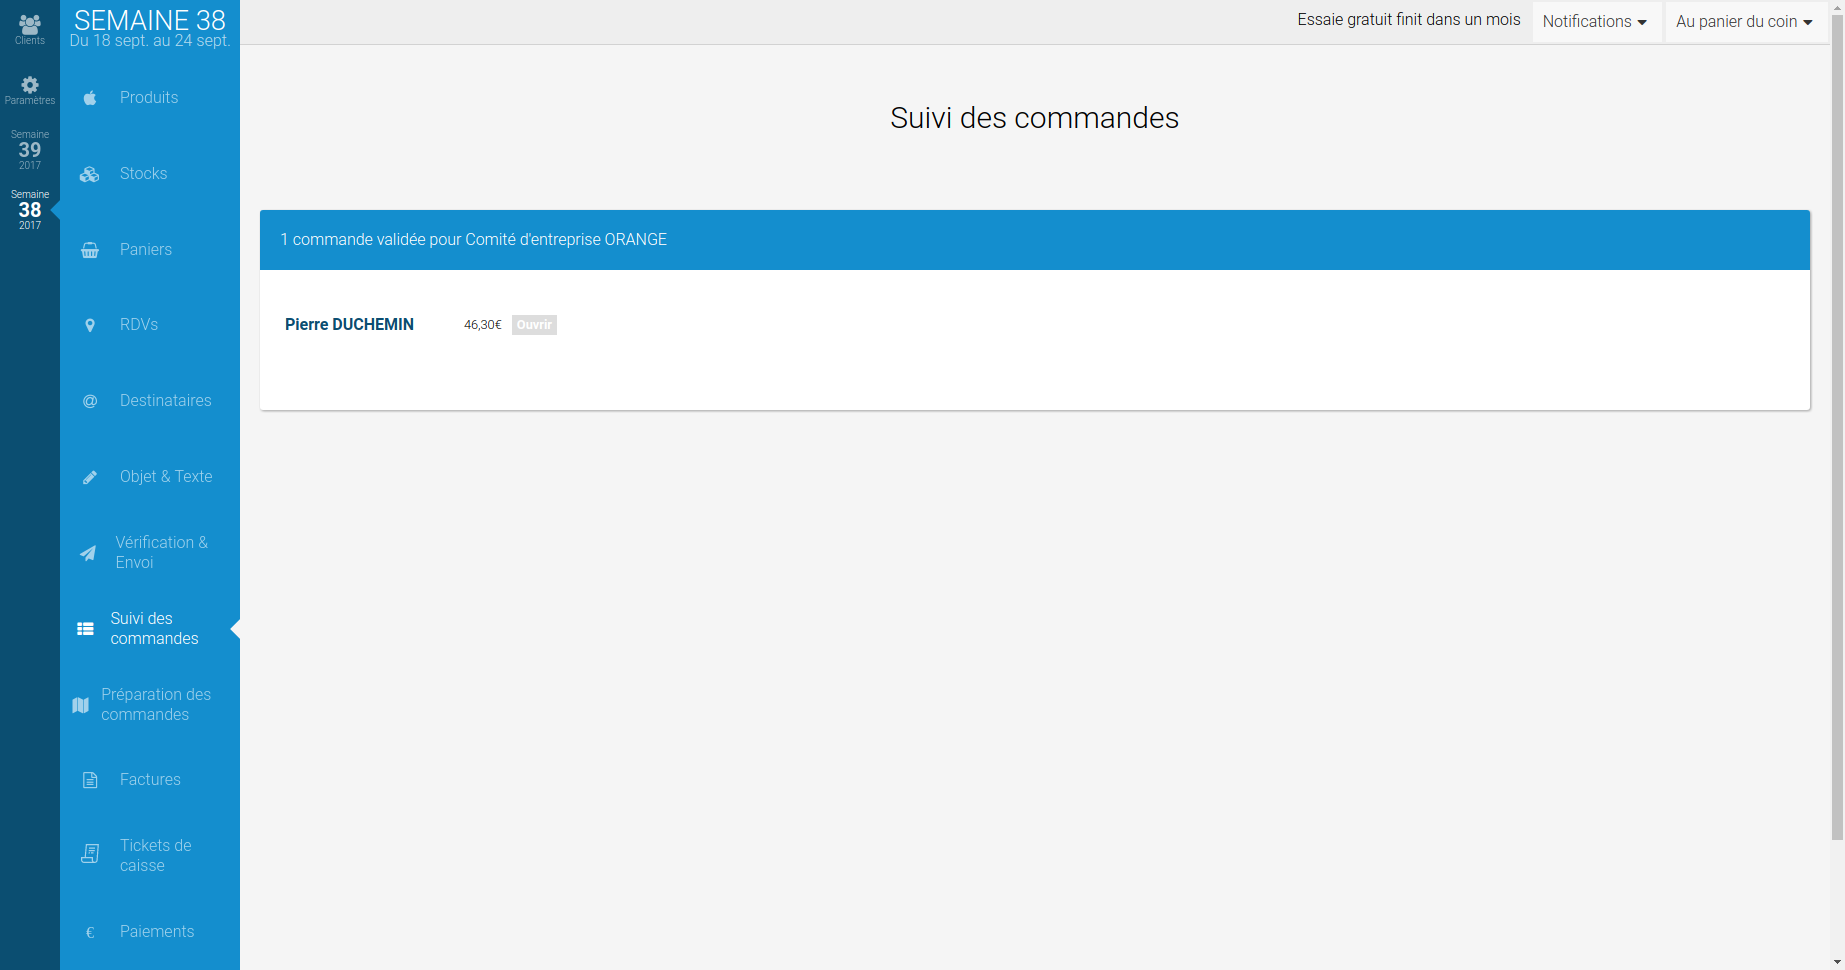 Clients
Paramètres
Semaine
39
2017
Semaine
38
2017
SEMAINE 38
Du 18 sept. au 24 sept.
Produits
Stocks
Paniers
RDVs
@ Destinataires
Objet & Texte
Vérification &
Envoi
Suivi des
commandes
Préparation des
commandes
Factures
Tickets de
caisse
€ Paiements
Essaie gratuit finit dans un mois
Notifications
Au panier du coin
Suivi des commandes
1 commande validée pour Comité d'entreprise ORANGE
Pierre DUCHEMIN 46,30€ Ouvrir